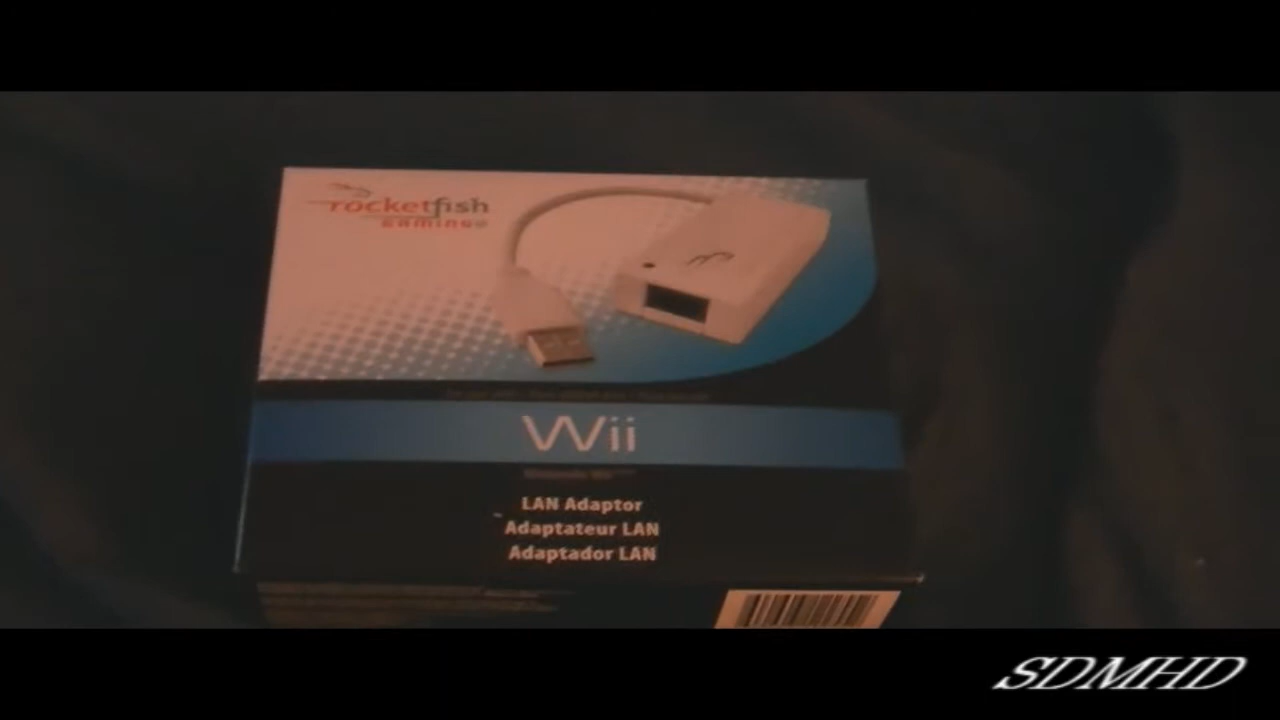 rocketfish
GAMING
Wii
LAN Adaptor
Adaptateur LAN
Adaptador LAN
SDMHD